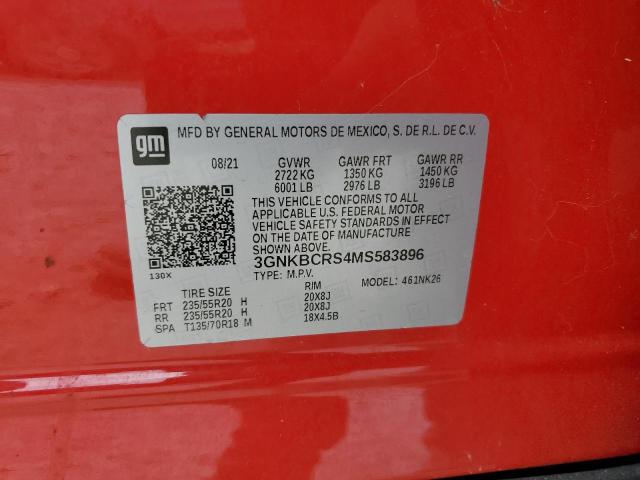 gm
MFD BY GENERAL MOTORS DE MEXICO, S. DE R.L. DE C.V.
08/21 GVWR GAWR FRT GAWR RR
2722 KG 1350 KG 1450 KG
6001 LB 2976 LB 3196 LB
THIS VEHICLE CONFORMS TO ALL
APPLICABLE U.S. FEDERAL MOTOR
VEHICLE SAFETY STANDARDS IN EFFECT
ON THE DATE OF MANUFACTURE
SHOWN ABOVE.
3GNKBCRS4MS583896
130X
TYPE: M.P.V. MODEL: 461NK26
TIRE SIZE RIM
FRT 235/55R20 H 20X8J
RR 235/55R20 H 20X8J
SPA T135/70R18 M 18X4.5B